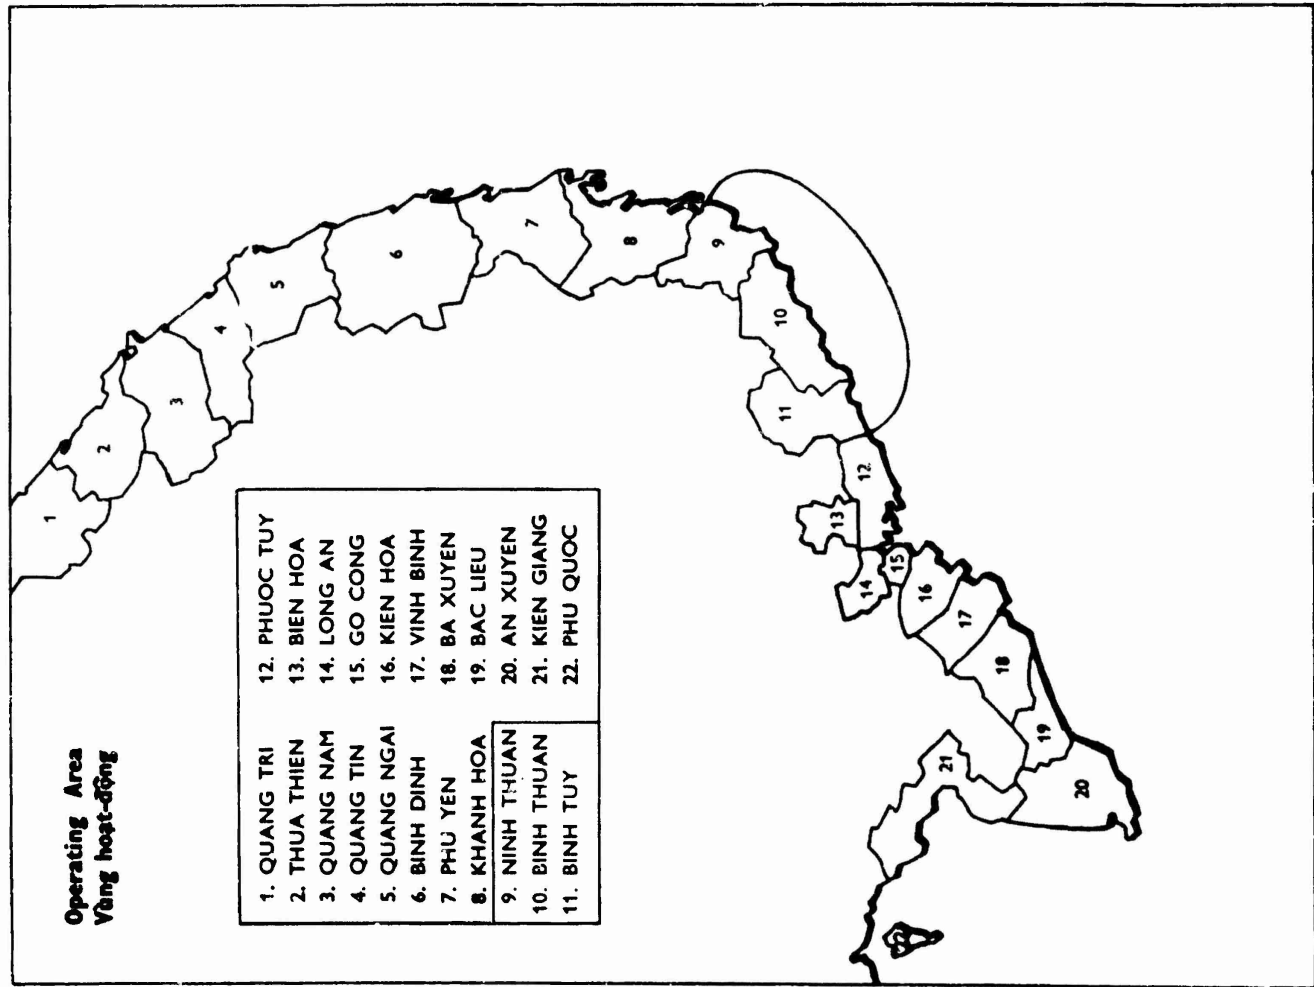 Operating Area
Vùng hoạt-động
1. QUANG TRI
2. THUA THIEN
3. QUANG NAM
4. QUANG TIN
5. QUANG NGAI
6. BINH DINH
7. PHU YEN
8. KHANH HOA
9. NINH THUAN
10. BINH THUAN
11. BINH TUY
12. PHUOC TUY
13. BIEN HOA
14. LONG AN
15. GO CONG
16. KIEN HOA
17. VINH BINH
18. BA XUYEN
19. BAC LIEU
20. AN XUYEN
21. KIEN GIANG
22. PHU QUOC
1
2
3
4
5
6
7
8
9
10
11
12
13
14
15
16
17
18
19
20
21
22